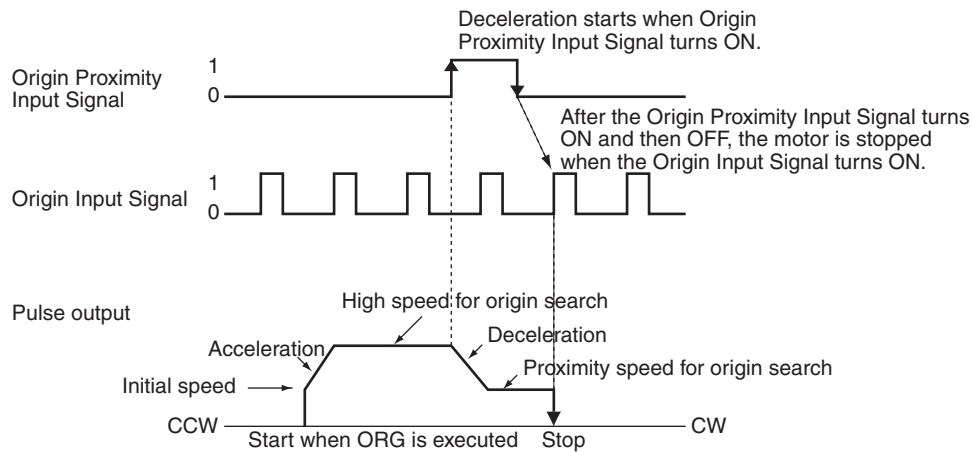 Deceleration starts when Origin
Proximity Input Signal turns ON.
Origin Proximity
Input Signal
1
0
After the Origin Proximity Input Signal turns
ON and then OFF, the motor is stopped
when the Origin Input Signal turns ON.
Origin Input Signal
1
0
Pulse output
High speed for origin search
Acceleration
Deceleration
Initial speed
Proximity speed for origin search
CCW
CW
Start when ORG is executed
Stop